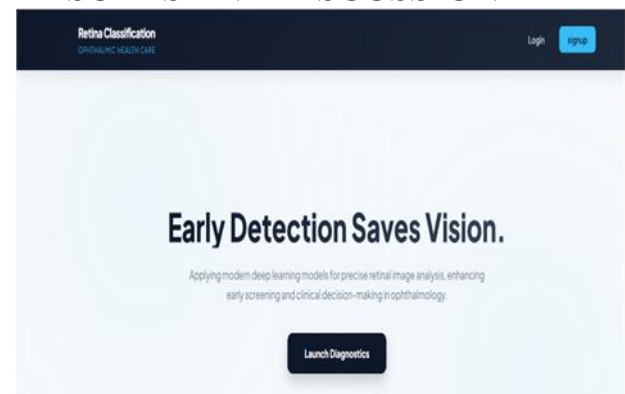 Retina Classification
OPHTHALMIC HEALTH CARE
Login
signup
Early Detection Saves Vision.
Applying modern deep learning models for precise retinal image analysis, enhancing
early screening and clinical decision-making in ophthalmology.
Launch Diagnostics